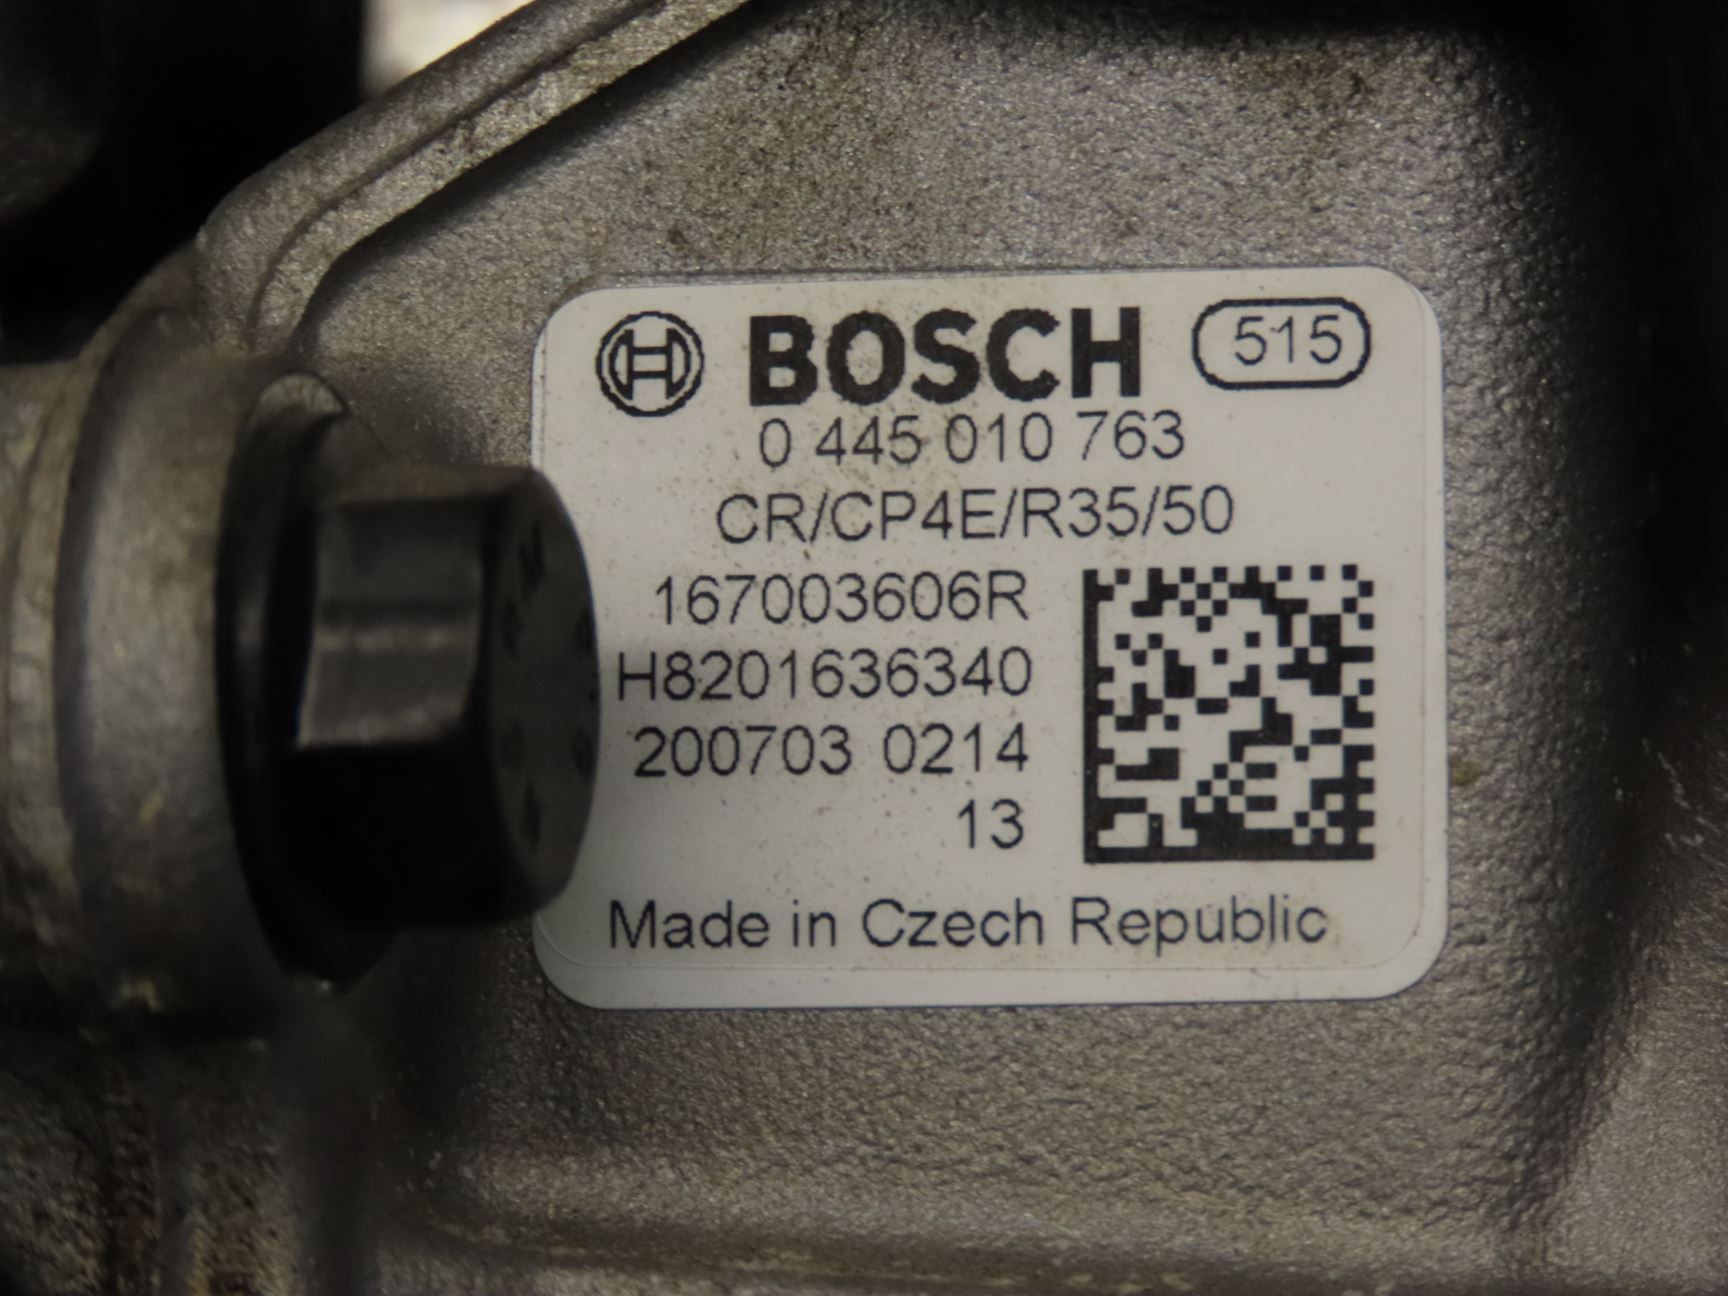 BOSCH 515
0 445 010 763
CR/CP4E/R35/50
167003606R
H8201636340
200703 0214
13
Made in Czech Republic